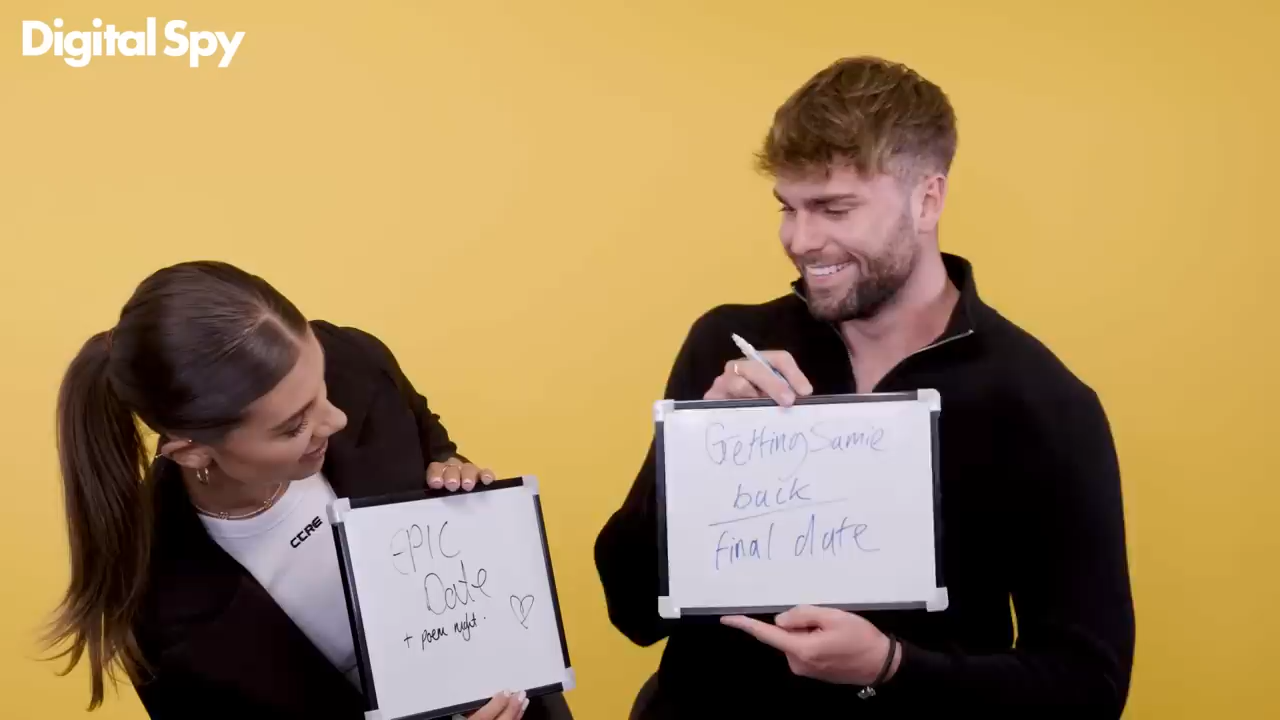 Digital Spy
CCRE
EPIC
Date
+ poem night.
Getting Samie
back
final date